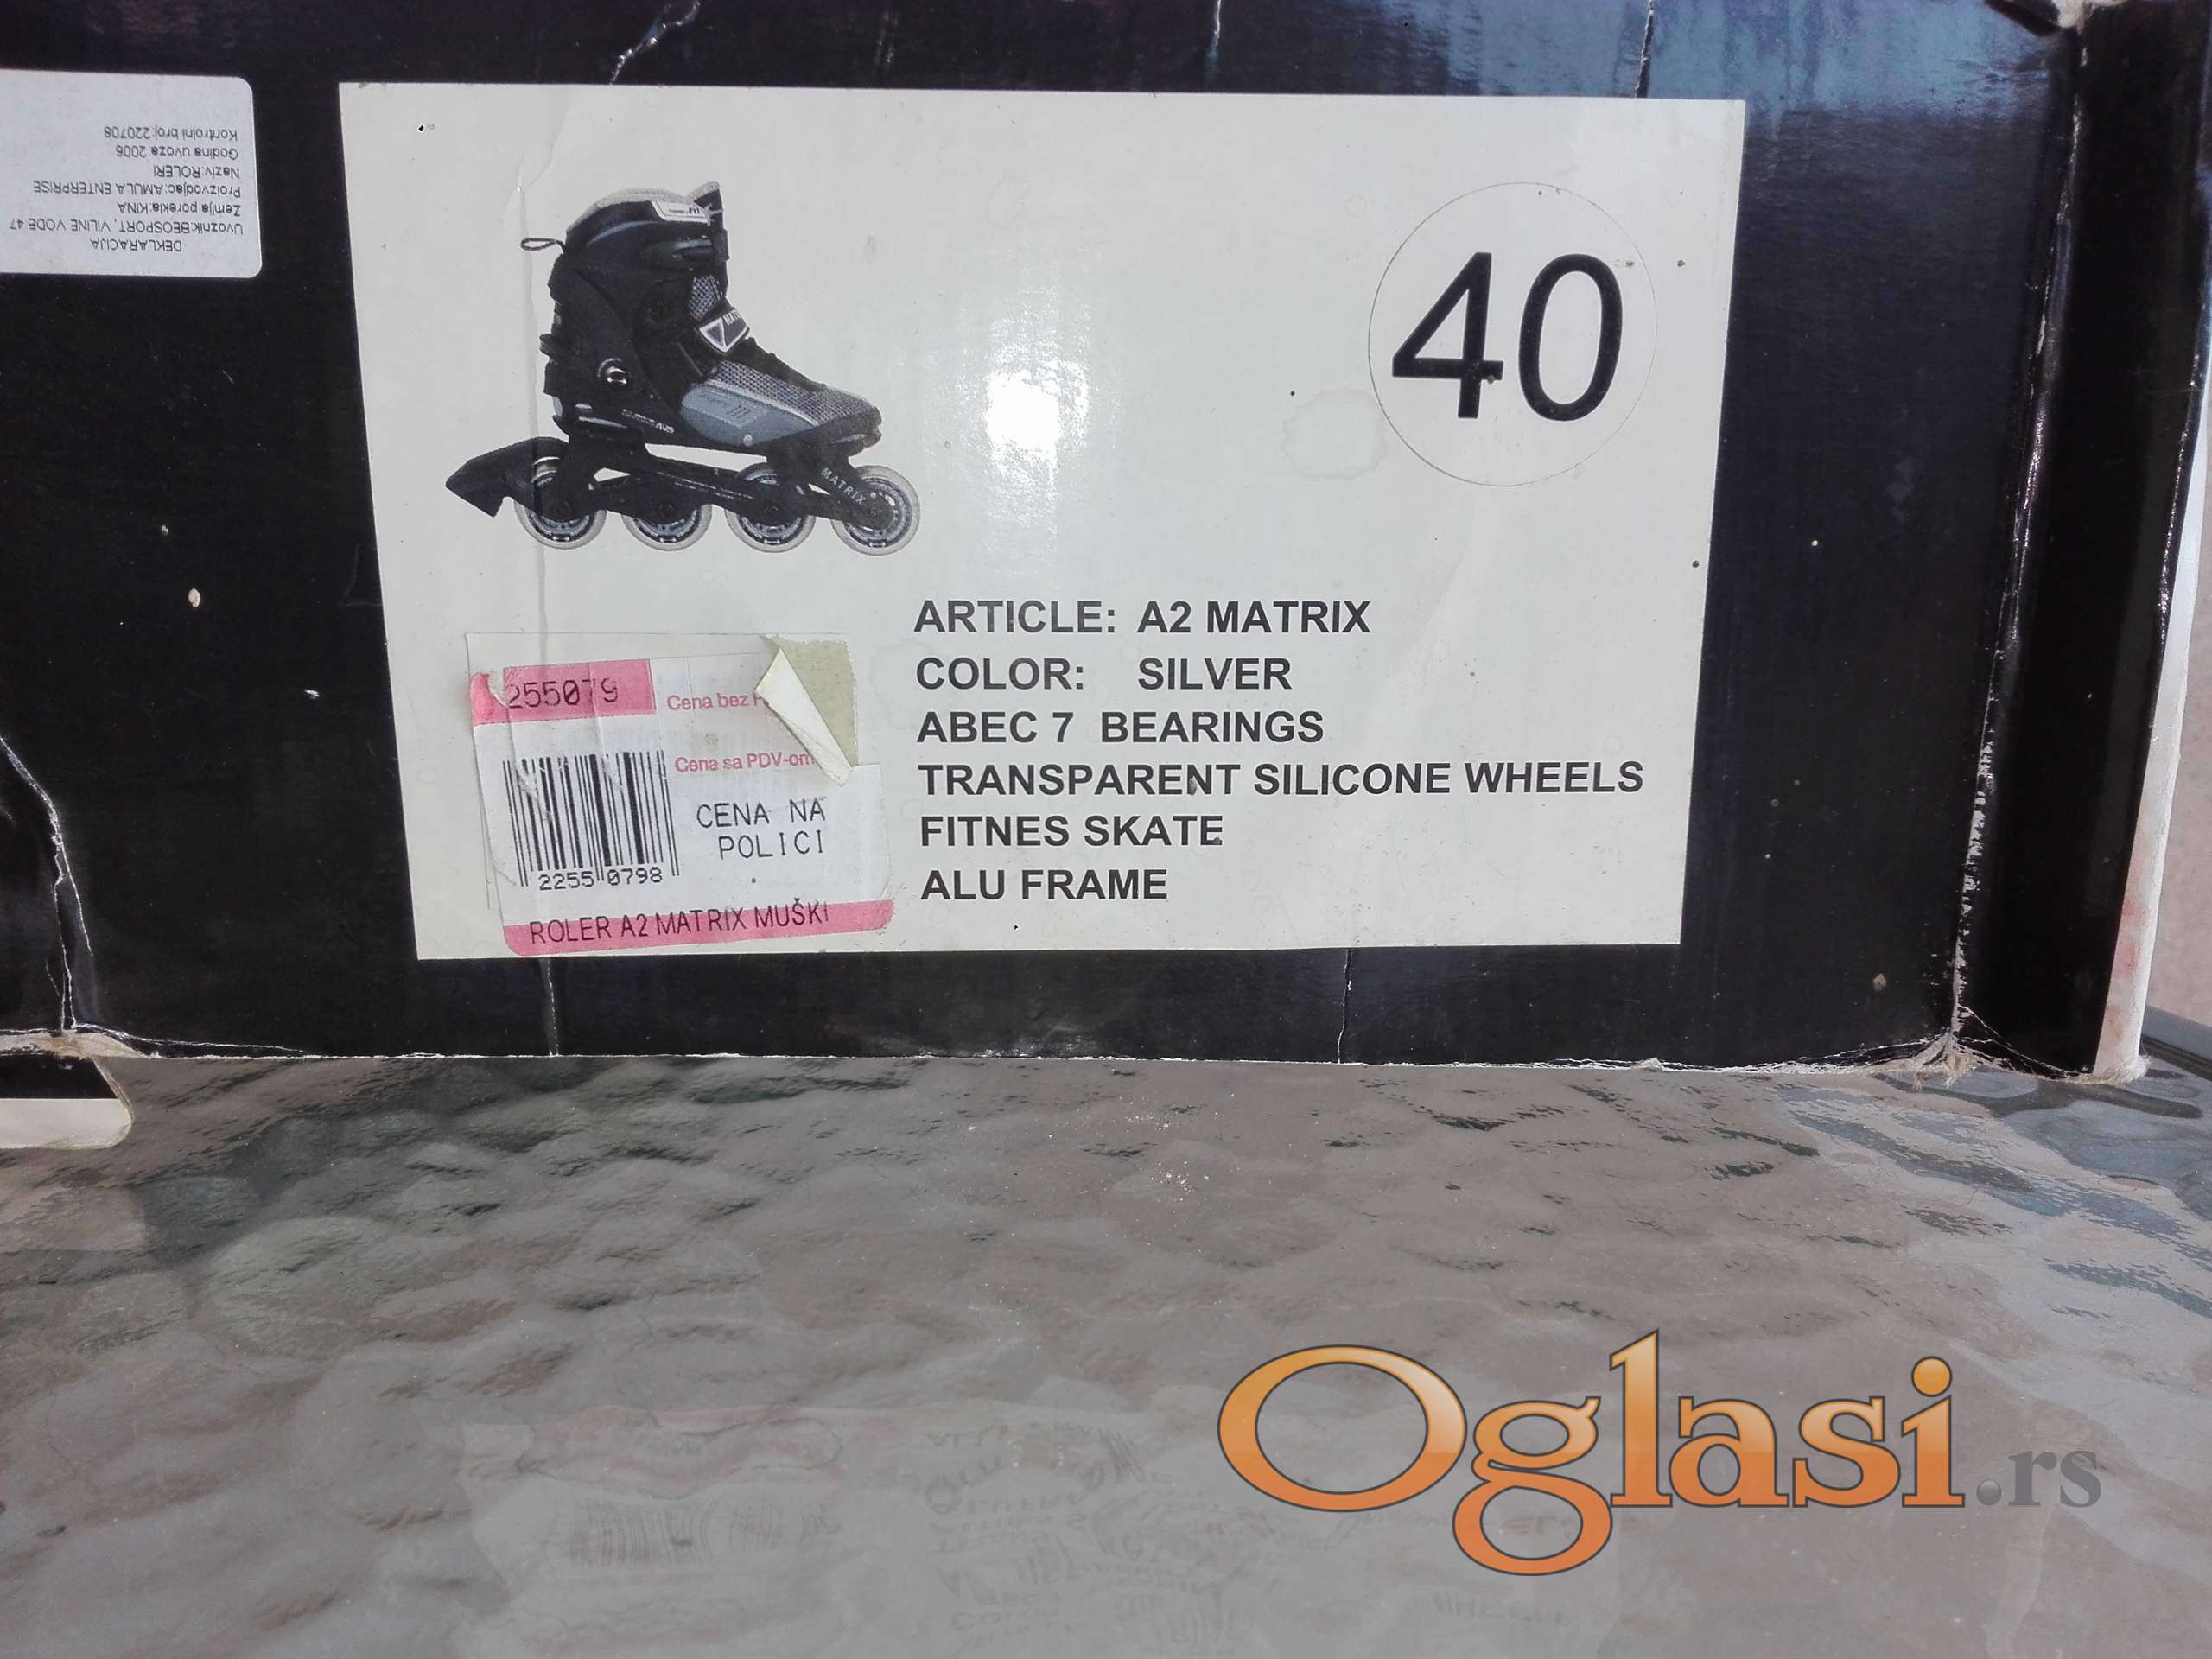 DEKLARACIJA
Uvoznik:BEOSPORT, VILINE VODE 47
Zemlja porekla:KINA
Proizvodjac:AMULA ENTERPRISE
Naziv:ROLERI
Godina uvoza:2006
Kontrolni broj:220708
40
MATRIX
ARTICLE: A2 MATRIX
COLOR: SILVER
ABEC 7 BEARINGS
TRANSPARENT SILICONE WHEELS
FITNES SKATE
ALU FRAME
255079
Cena bez
Cena sa PDV-om
CENA NA
POLICI
2255 0798
ROLER A2 MATRIX MUŠKI
Oglasi.rs